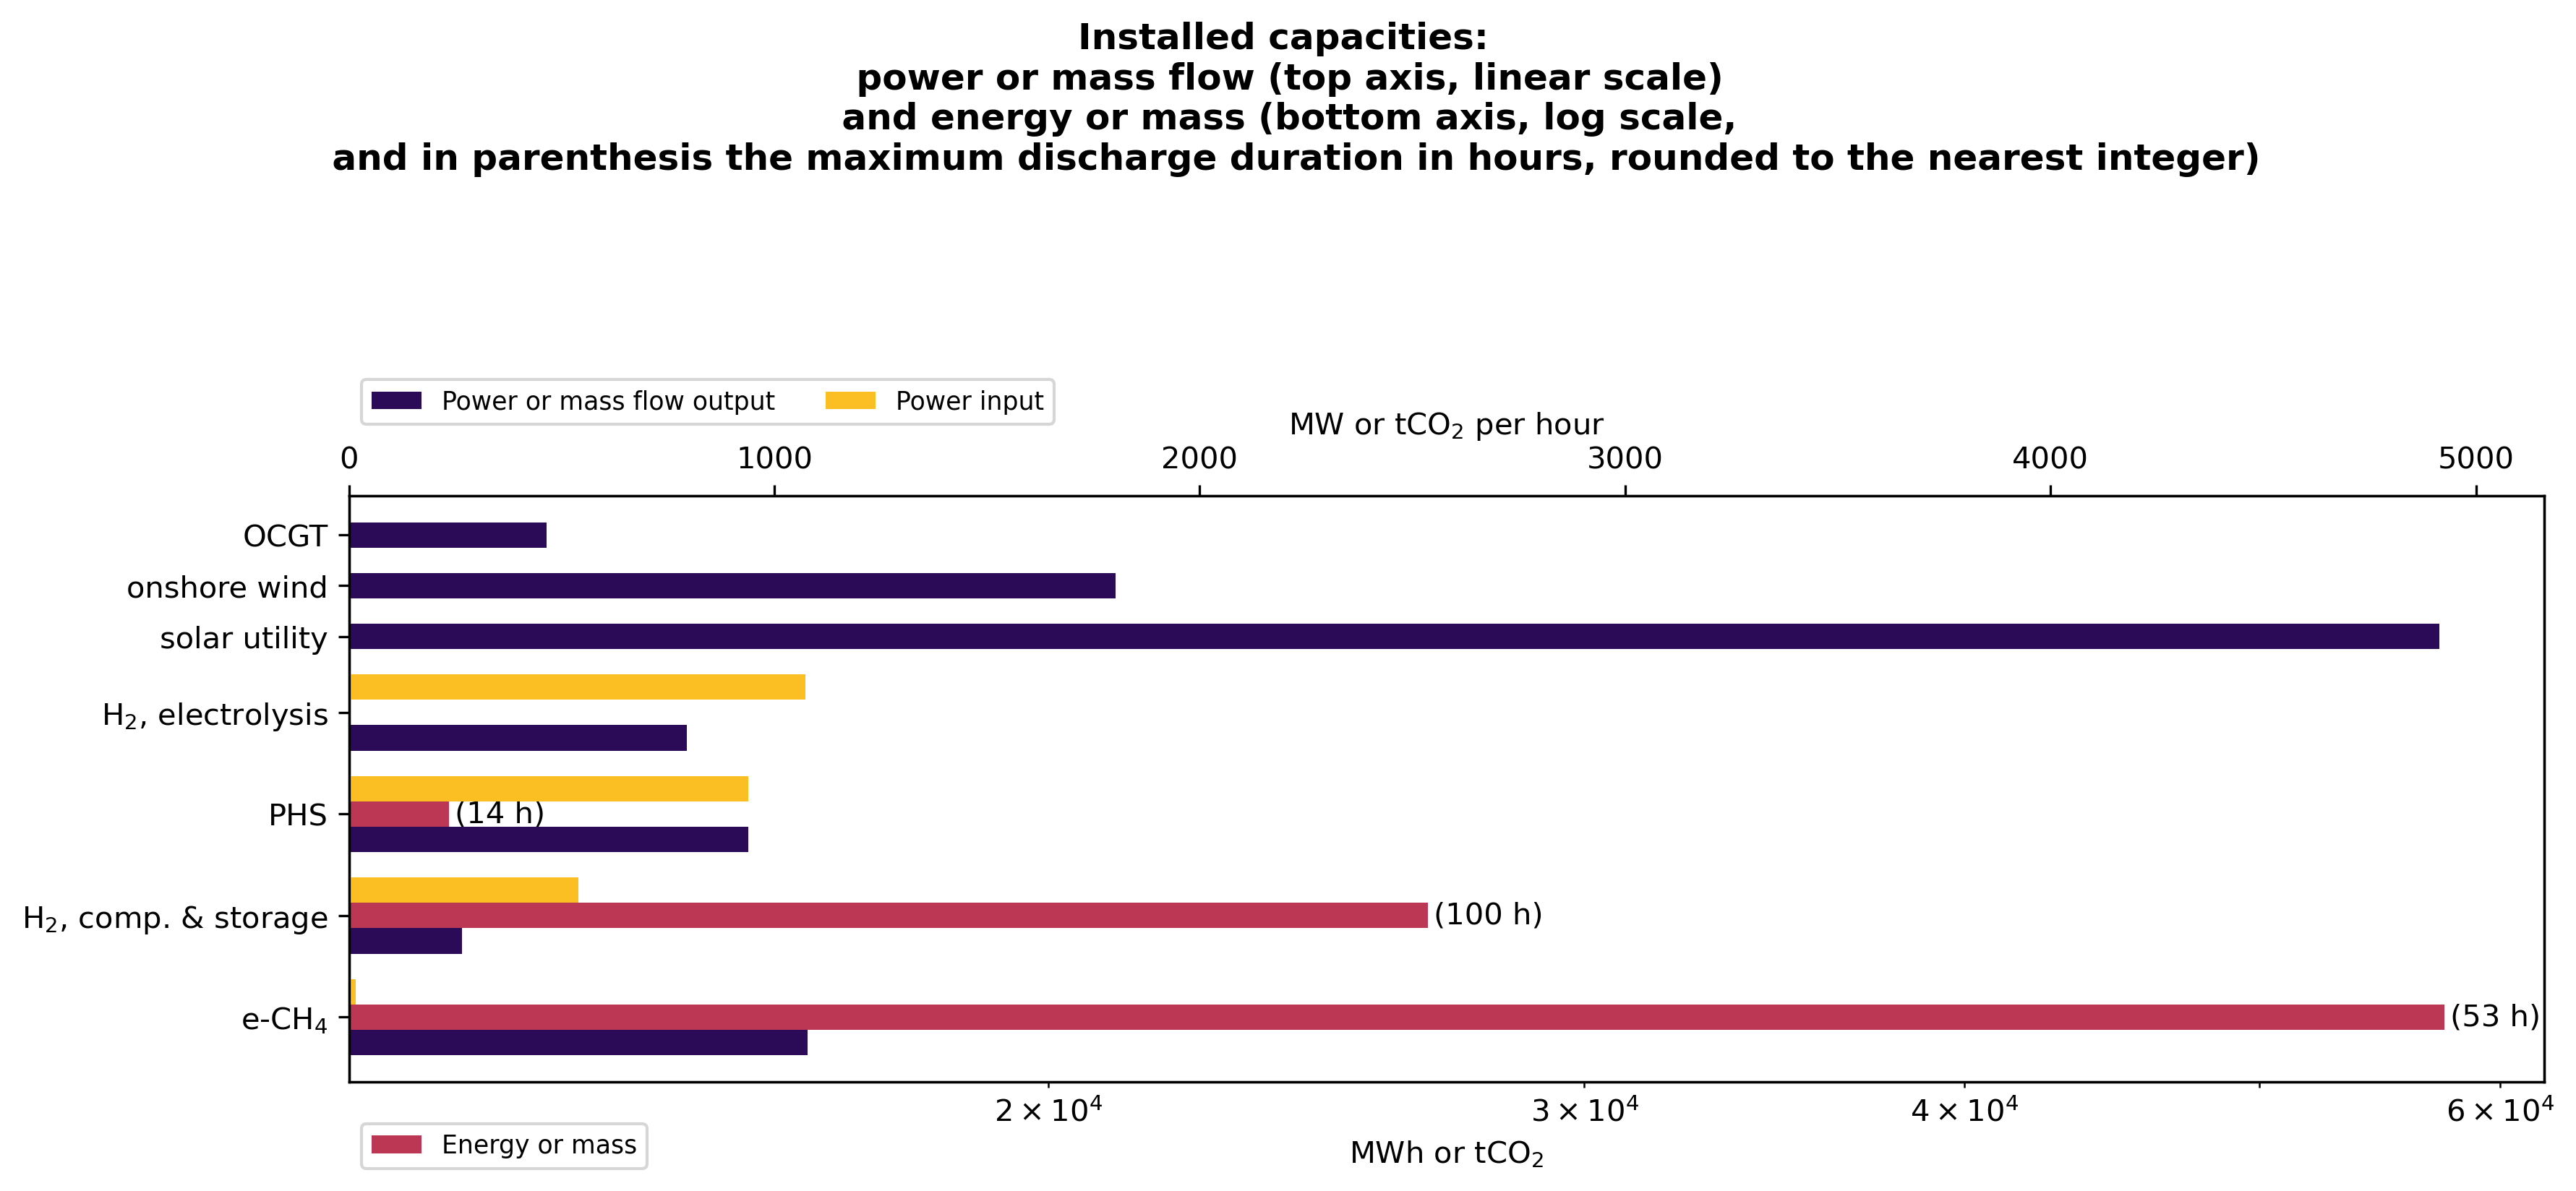 Installed capacities:
power or mass flow (top axis, linear scale)
and energy or mass (bottom axis, log scale,
and in parenthesis the maximum discharge duration in hours, rounded to the nearest integer)
Power or mass flow output
Power input
MW or tCO₂ per hour
0 1000 2000 3000 4000 5000
OCGT
onshore wind
solar utility
H₂, electrolysis
PHS (14 h)
H₂, comp. & storage (100 h)
e-CH₄ (53 h)
2 × 10⁴ 3 × 10⁴ 4 × 10⁴ 6 × 10⁴
Energy or mass
MWh or tCO₂